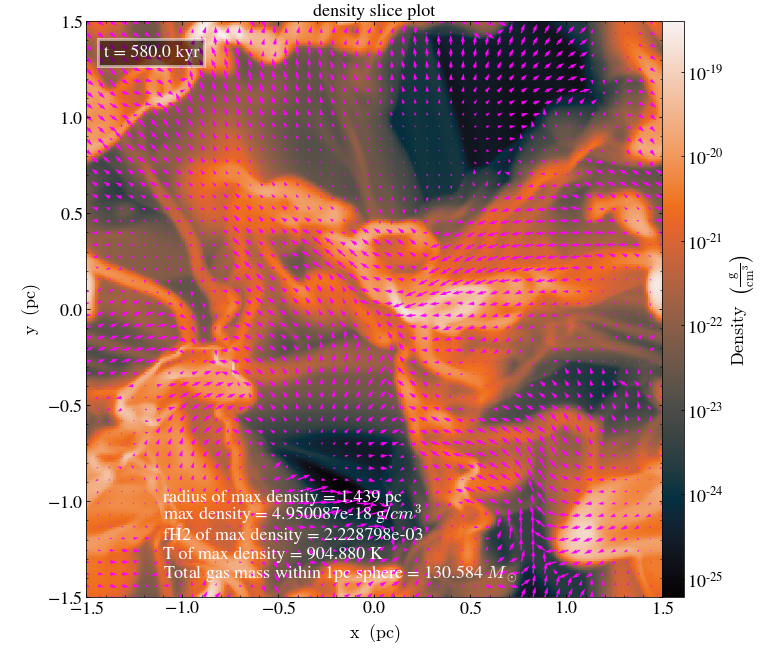 density slice plot
t = 580.0 kyr
1.5
1.0
0.5
0.0
−0.5
−1.0
−1.5
y (pc)
radius of max density = 1.439 pc
max density = 4.950087e-18 g/cm³
fH2 of max density = 2.228798e-03
T of max density = 904.880 K
Total gas mass within 1pc sphere = 130.584 M⊙
−1.5 −1.0 −0.5 0.0 0.5 1.0 1.5
x (pc)
10⁻¹⁹
10⁻²⁰
10⁻²¹
10⁻²²
10⁻²³
10⁻²⁴
10⁻²⁵
Density (g/cm³)